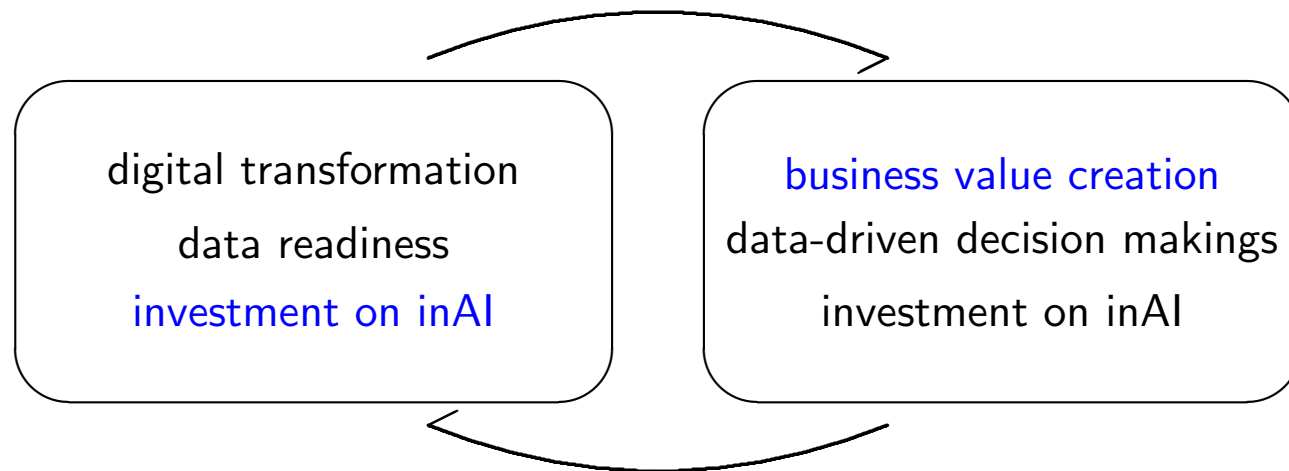 digital transformation
data readiness
investment on inAI
business value creation
data-driven decision makings
investment on inAI